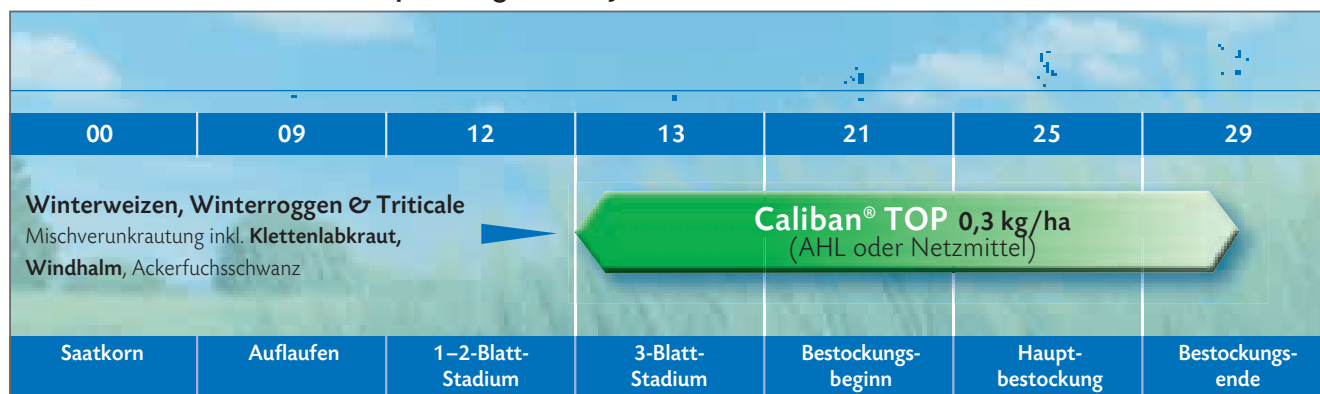 00 09 12 13 21 25 29
Winterweizen, Winterroggen & Triticale
Mischverunkrautung inkl. Klettenlabkraut,
Windhalm, Ackerfuchsschwanz
Caliban® TOP 0,3 kg/ha
(AHL oder Netzmittel)
Saatkorn
Auflaufen
1–2-Blatt-
Stadium
3-Blatt-
Stadium
Bestockungs-
beginn
Haupt-
bestockung
Bestockungs-
ende